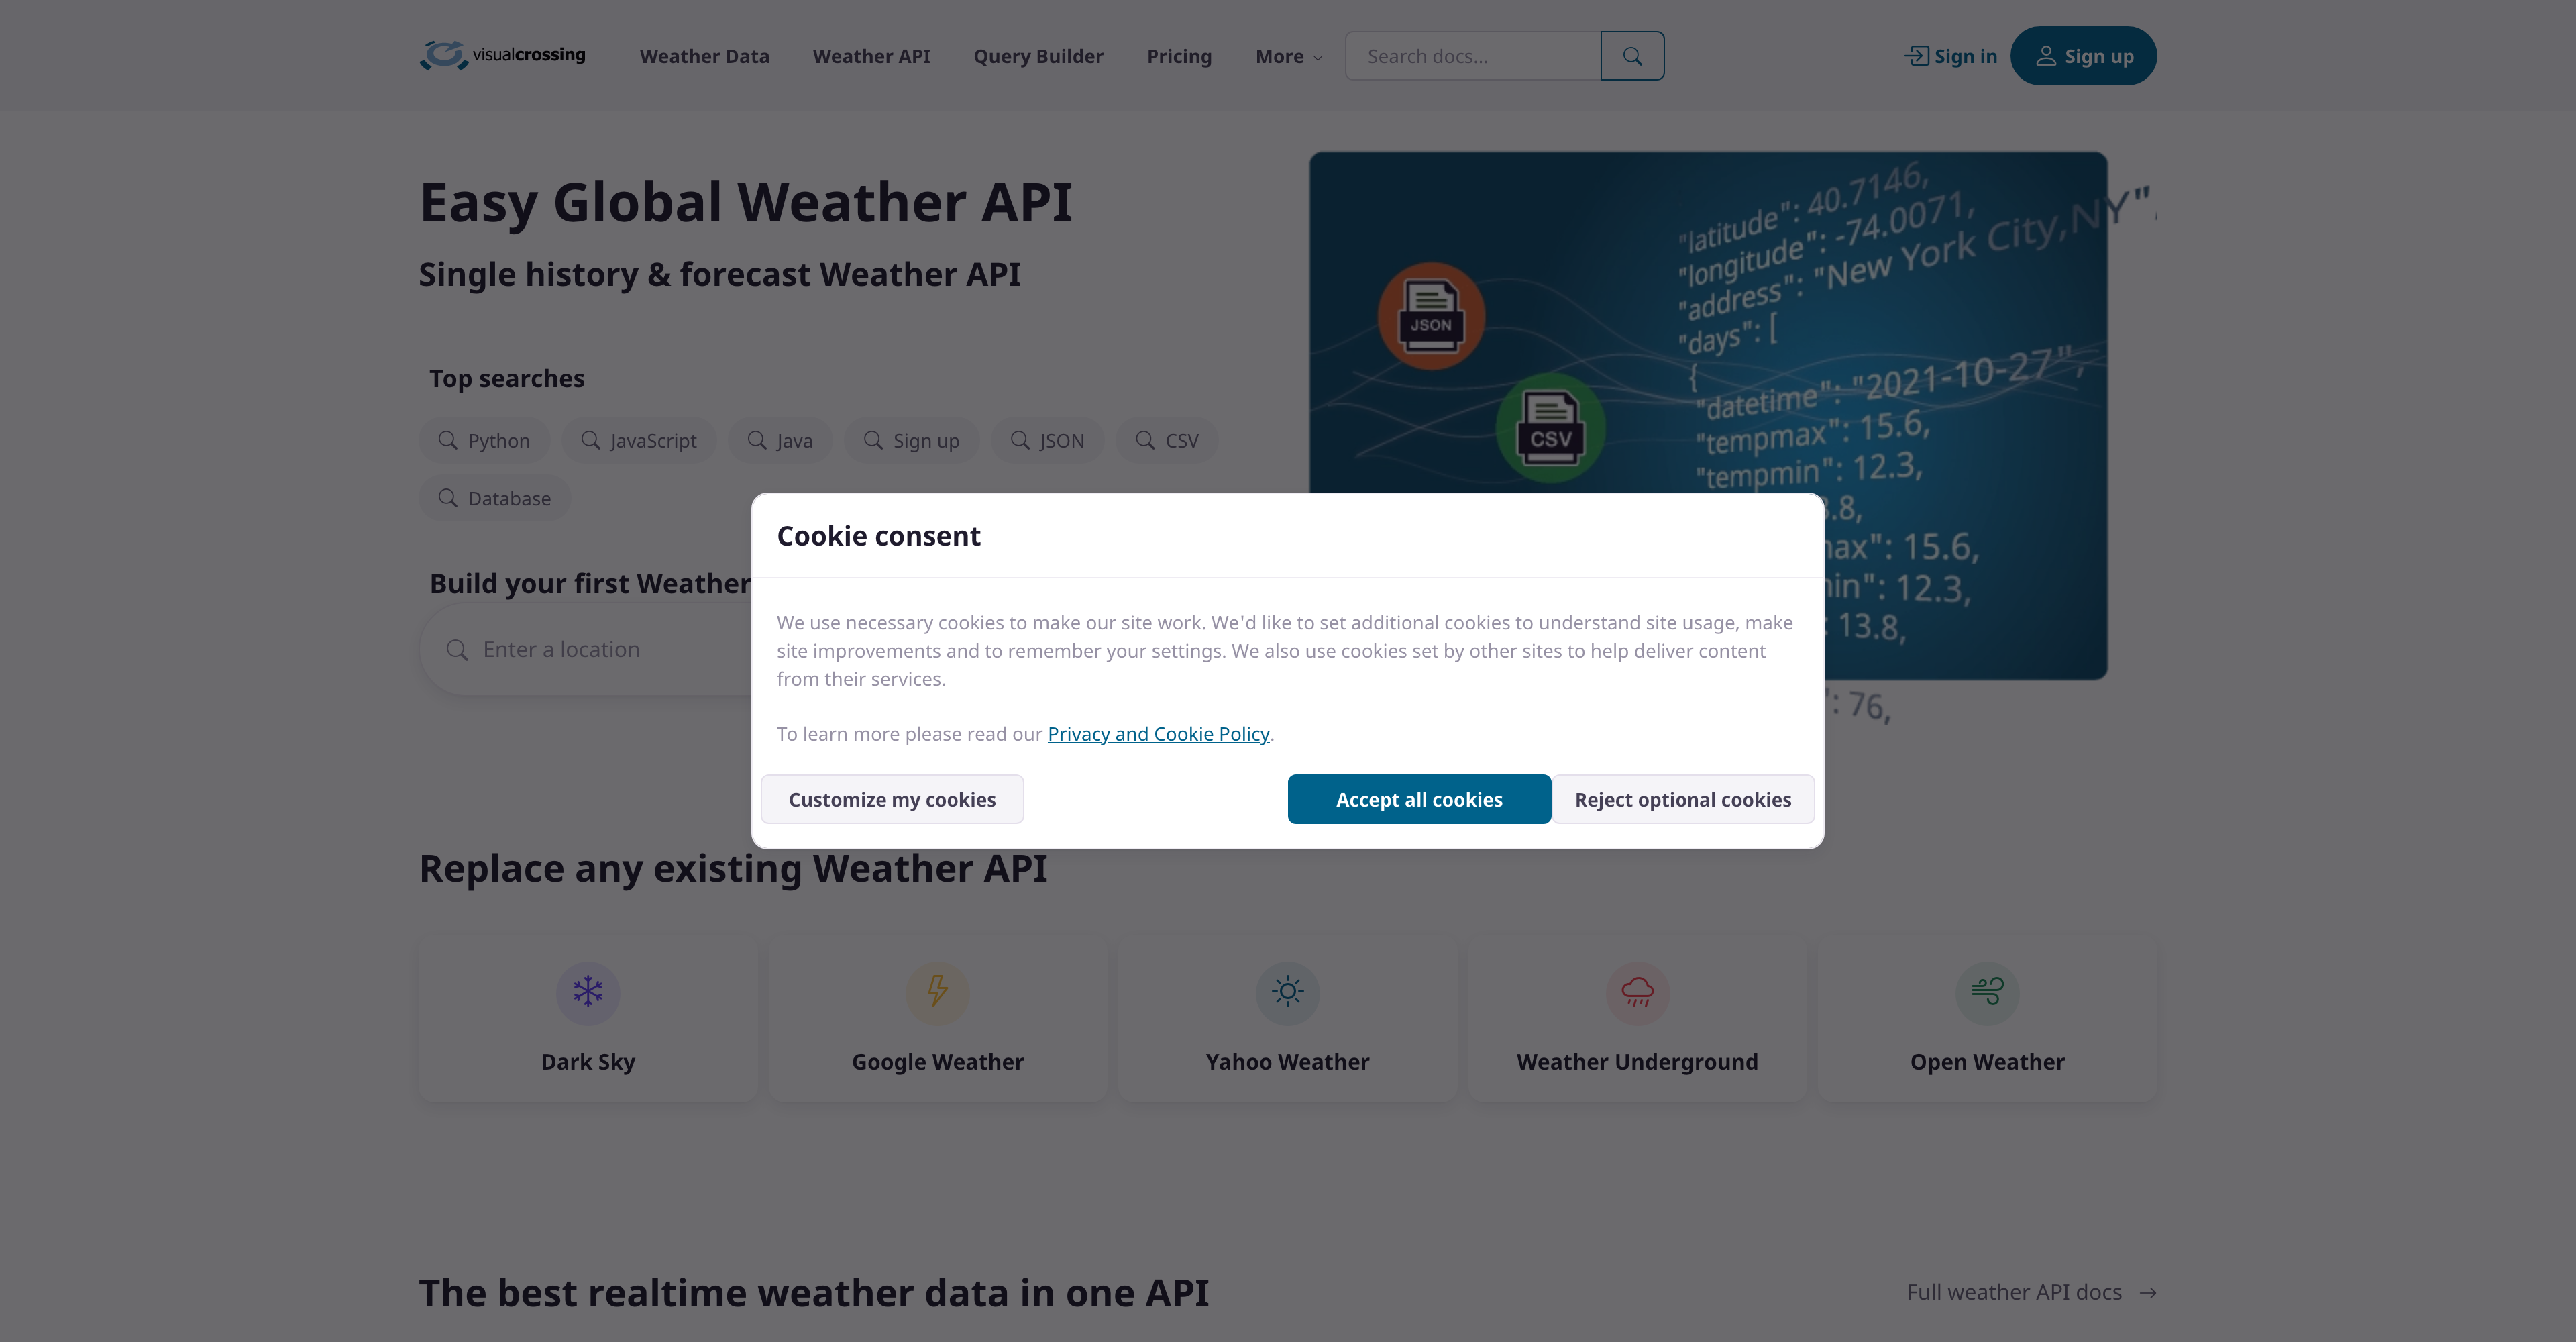 visualcrossing
Weather Data
Weather API
Query Builder
Pricing
More
Search docs...
Sign in
Sign up
Easy Global Weather API
Single history & forecast Weather API
Top searches
Python
JavaScript
Java
Sign up
JSON
CSV
Database
Build your first Weather
Enter a location
"latitude": 40.7146,
"longitude": -74.0071,
"address": "New York City,NY",
"days": [
{
"datetime": "2021-10-27",
"tempmax": 15.6,
"tempmin": 12.3,
3.8,
max": 15.6,
min": 12.3,
: 13.8,
": 76,
JSON
CSV
Cookie consent
We use necessary cookies to make our site work. We'd like to set additional cookies to understand site usage, make
site improvements and to remember your settings. We also use cookies set by other sites to help deliver content
from their services.
To learn more please read our Privacy and Cookie Policy.
Customize my cookies
Accept all cookies
Reject optional cookies
Replace any existing Weather API
Dark Sky
Google Weather
Yahoo Weather
Weather Underground
Open Weather
The best realtime weather data in one API
Full weather API docs